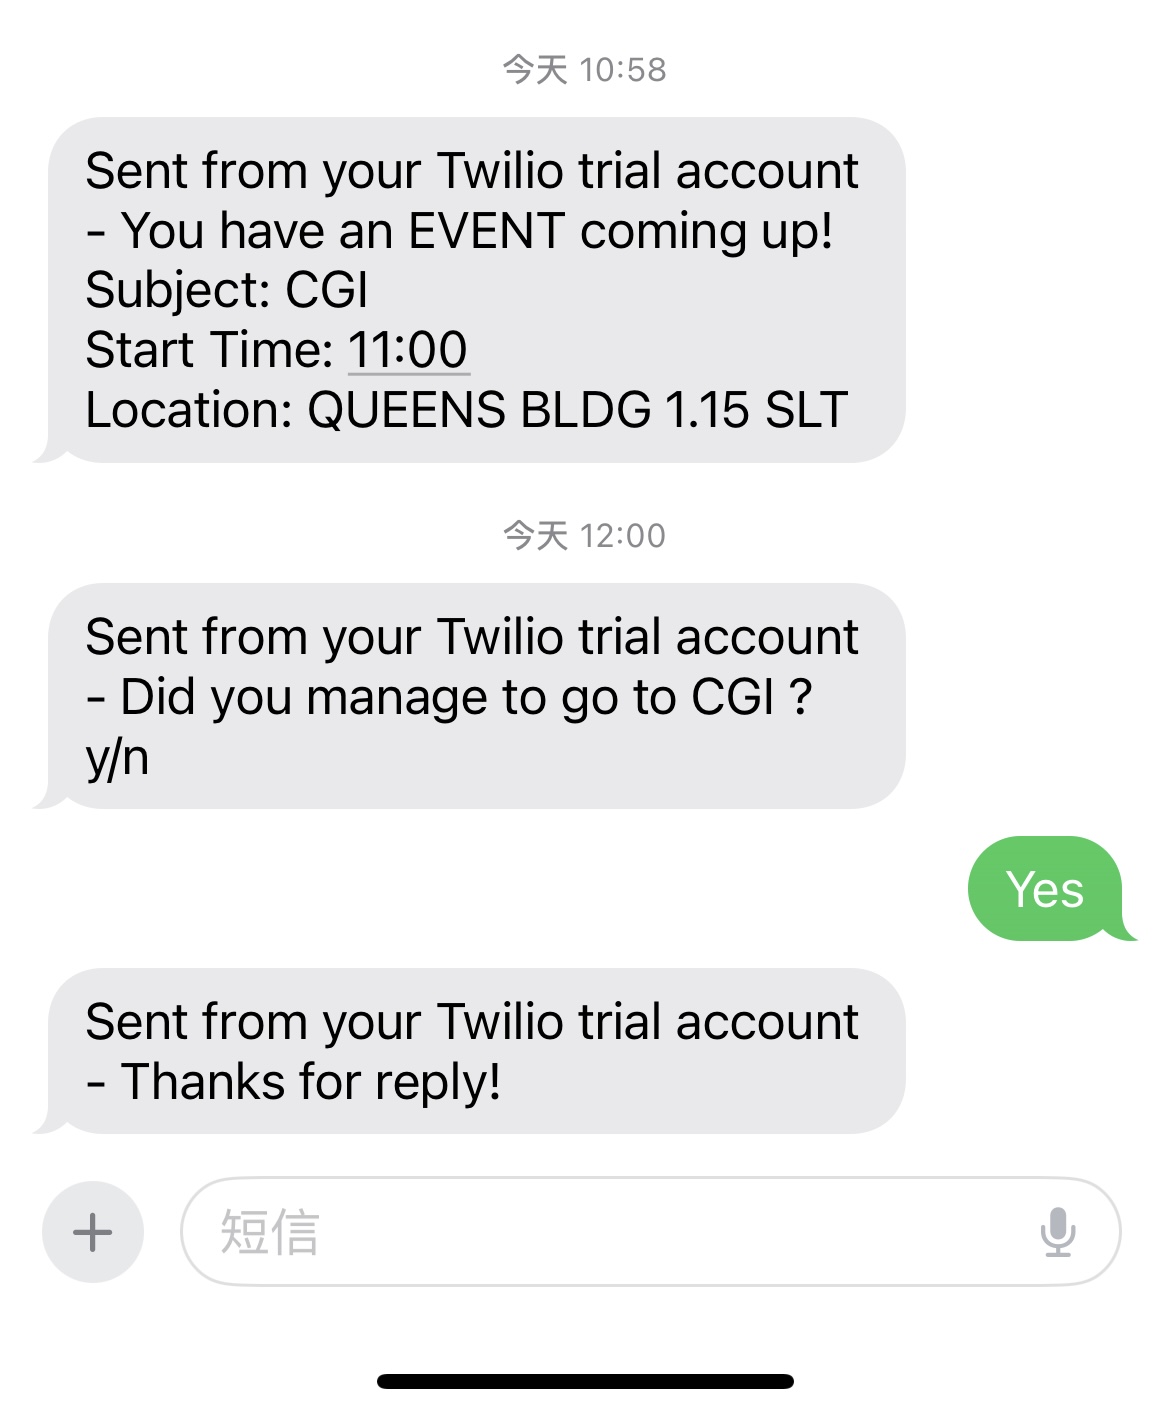 今天 10:58
Sent from your Twilio trial account
- You have an EVENT coming up!
Subject: CGI
Start Time: 11:00
Location: QUEENS BLDG 1.15 SLT
今天 12:00
Sent from your Twilio trial account
- Did you manage to go to CGI ?
y/n
Yes
Sent from your Twilio trial account
- Thanks for reply!
短信